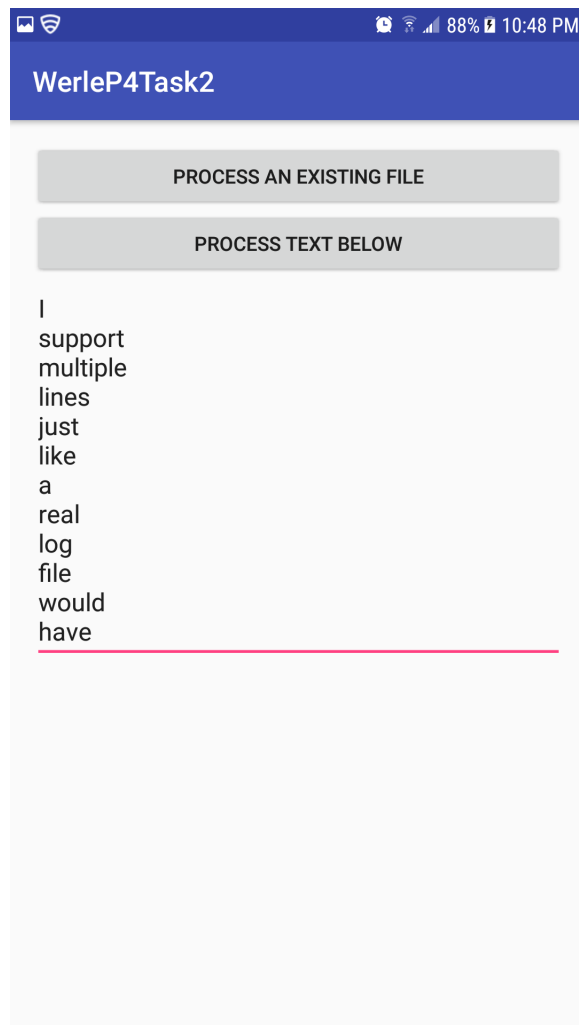 88% 10:48 PM
WerleP4Task2
PROCESS AN EXISTING FILE
PROCESS TEXT BELOW
I
support
multiple
lines
just
like
a
real
log
file
would
have